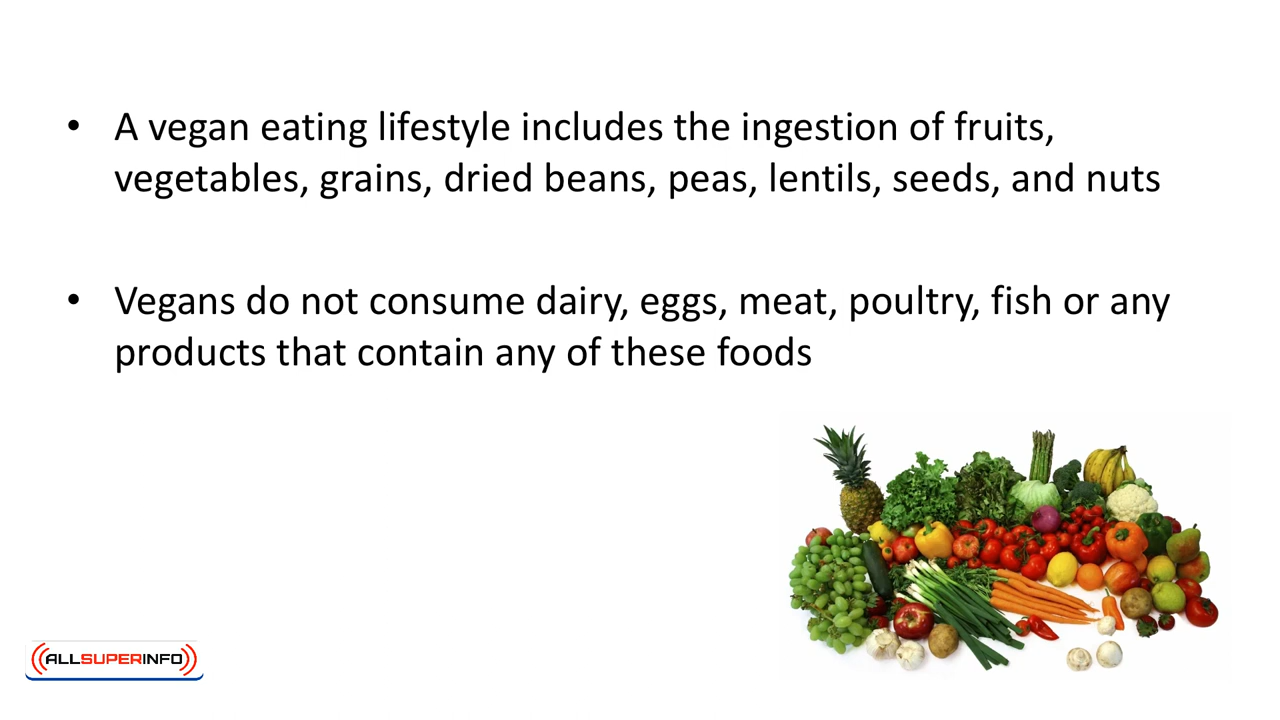 • A vegan eating lifestyle includes the ingestion of fruits,
vegetables, grains, dried beans, peas, lentils, seeds, and nuts
• Vegans do not consume dairy, eggs, meat, poultry, fish or any
products that contain any of these foods
((ALLSUPERINFO))